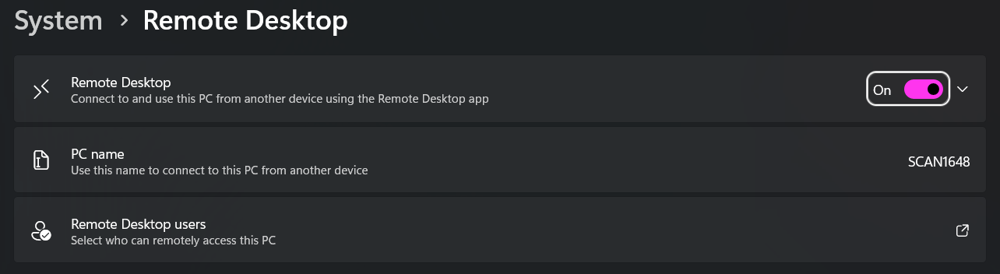 System > Remote Desktop
Remote Desktop
Connect to and use this PC from another device using the Remote Desktop app
On
PC name
Use this name to connect to this PC from another device
SCAN1648
Remote Desktop users
Select who can remotely access this PC